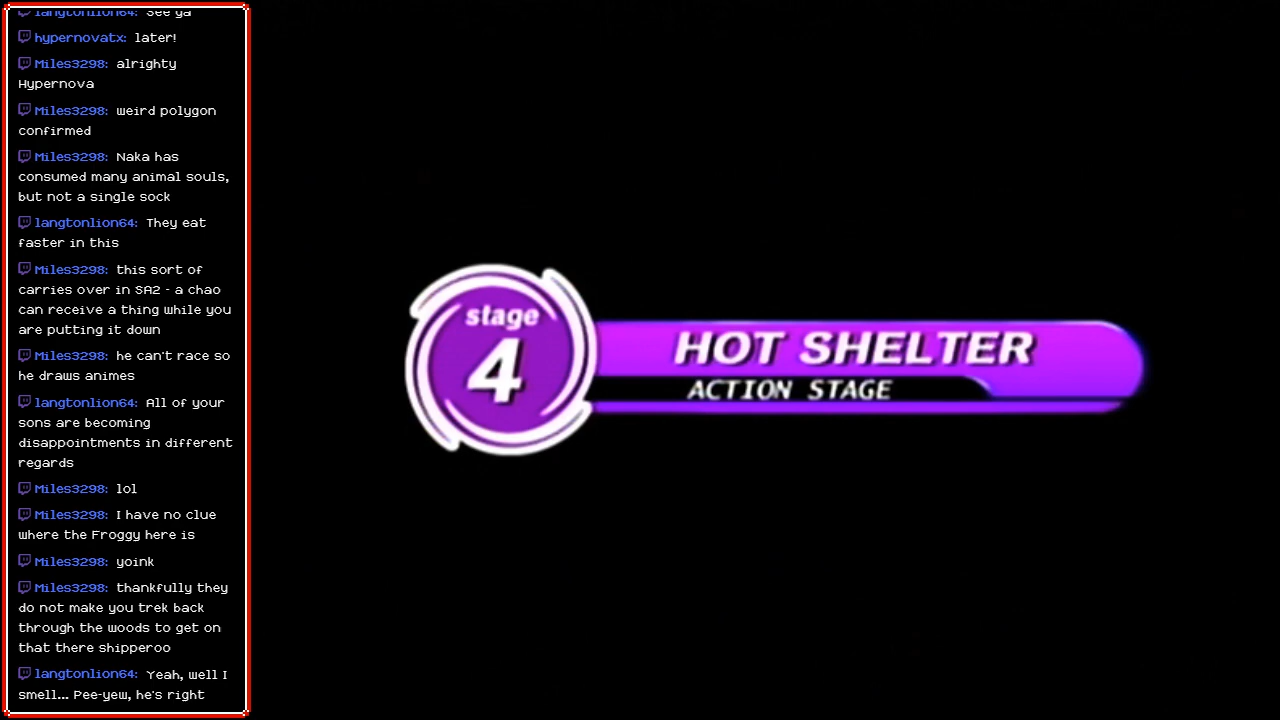 langtonlion64: See ya
hypernovatx: later!
Miles3298: alrighty
Hypernova
Miles3298: weird polygon
confirmed
Miles3298: Naka has
consumed many animal souls,
but not a single sock
langtonlion64: They eat
faster in this
Miles3298: this sort of
carries over in SA2 - a chao
can receive a thing while you
are putting it down
Miles3298: he can't race so
he draws animes
langtonlion64: All of your
sons are becoming
disappointments in different
regards
Miles3298: lol
Miles3298: I have no clue
where the Froggy here is
Miles3298: yoink
Miles3298: thankfully they
do not make you trek back
through the woods to get on
that there shipperoo
langtonlion64: Yeah, well I
smell... Pee-yew, he's right
stage
4
HOT SHELTER
ACTION STAGE